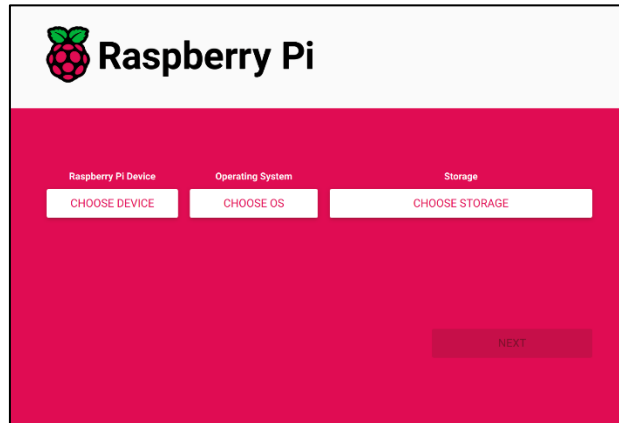 Raspberry Pi
Raspberry Pi Device
Operating System
Storage
CHOOSE DEVICE
CHOOSE OS
CHOOSE STORAGE
NEXT